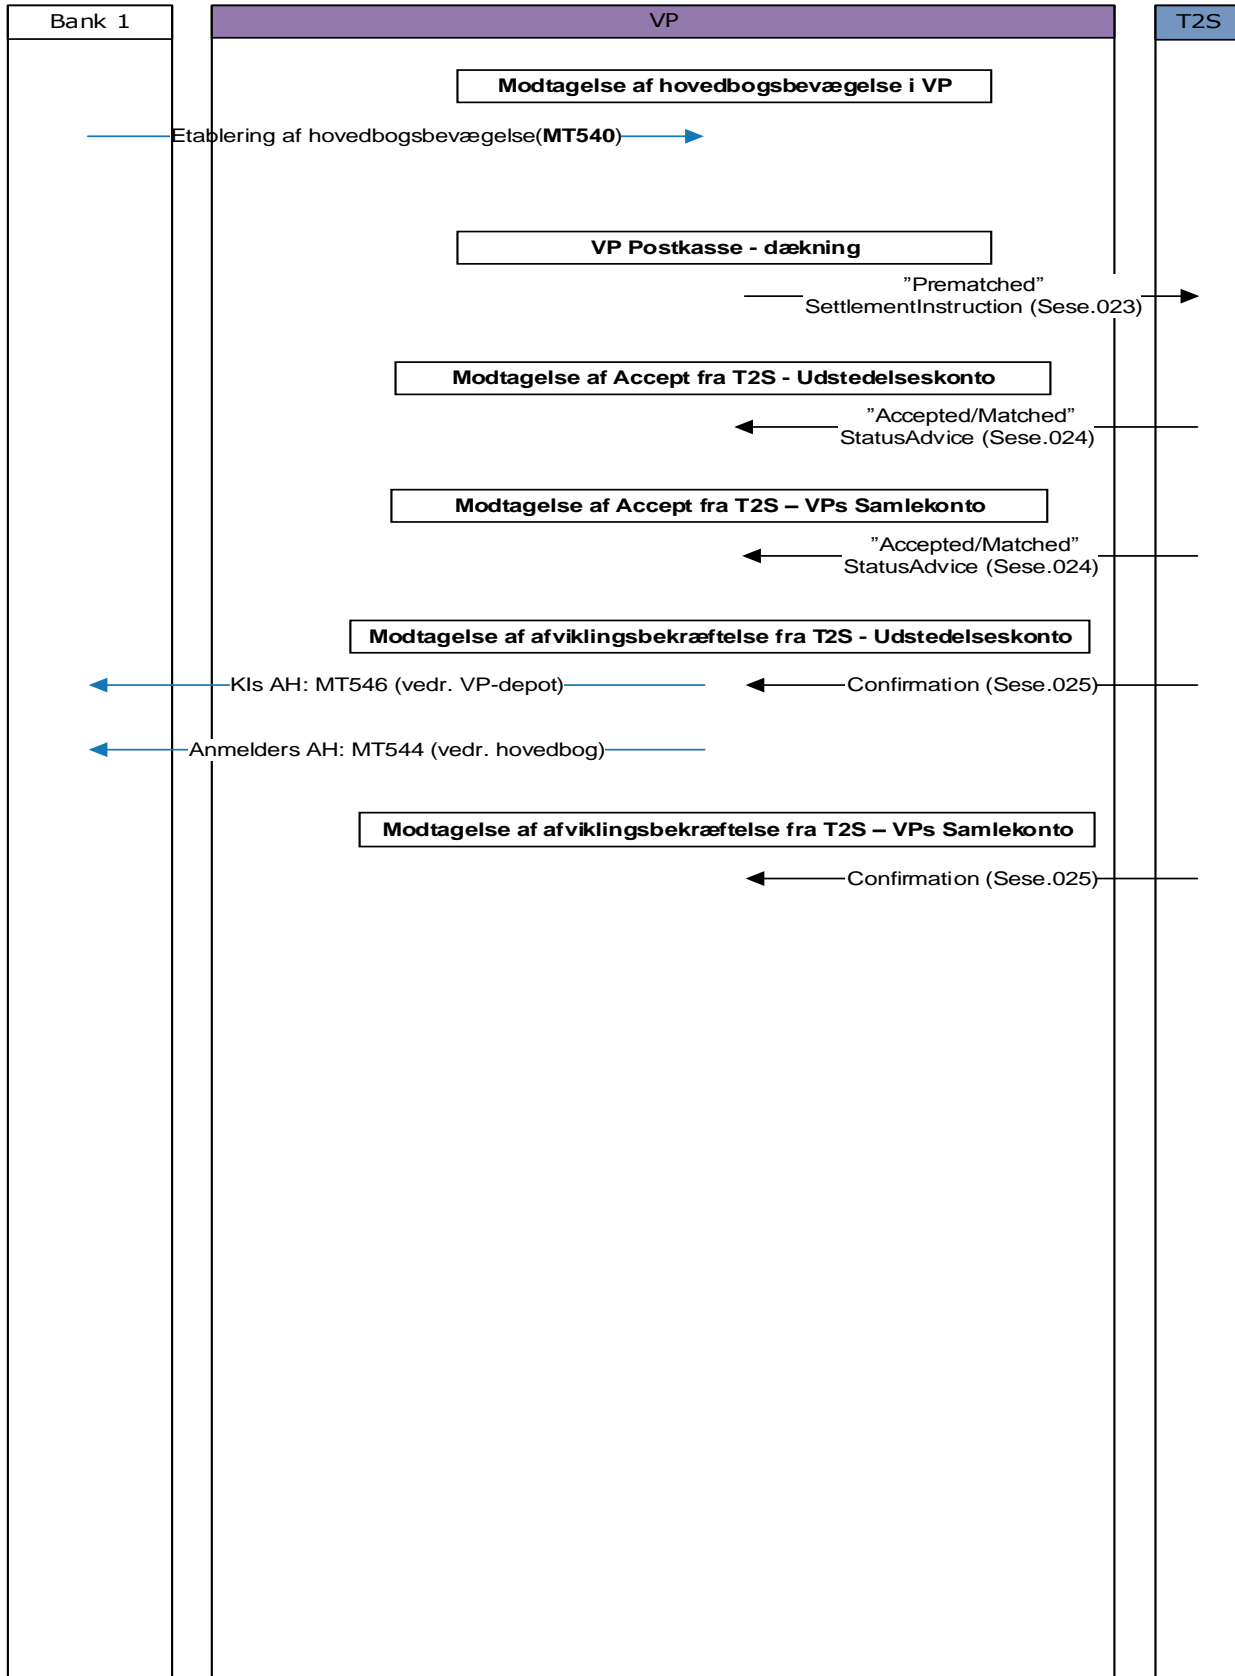 Bank 1
VP
T2S
Modtagelse af hovedbogsbevægelse i VP
Etablering af hovedbogsbevægelse(MT540)
VP Postkasse - dækning
”Prematched”
SettlementInstruction (Sese.023)
Modtagelse af Accept fra T2S - Udstedelseskonto
”Accepted/Matched”
StatusAdvice (Sese.024)
Modtagelse af Accept fra T2S – VPs Samlekonto
”Accepted/Matched”
StatusAdvice (Sese.024)
Modtagelse af afviklingsbekræftelse fra T2S - Udstedelseskonto
KIs AH: MT546 (vedr. VP-depot)
Confirmation (Sese.025)
Anmelders AH: MT544 (vedr. hovedbog)
Modtagelse af afviklingsbekræftelse fra T2S – VPs Samlekonto
Confirmation (Sese.025)